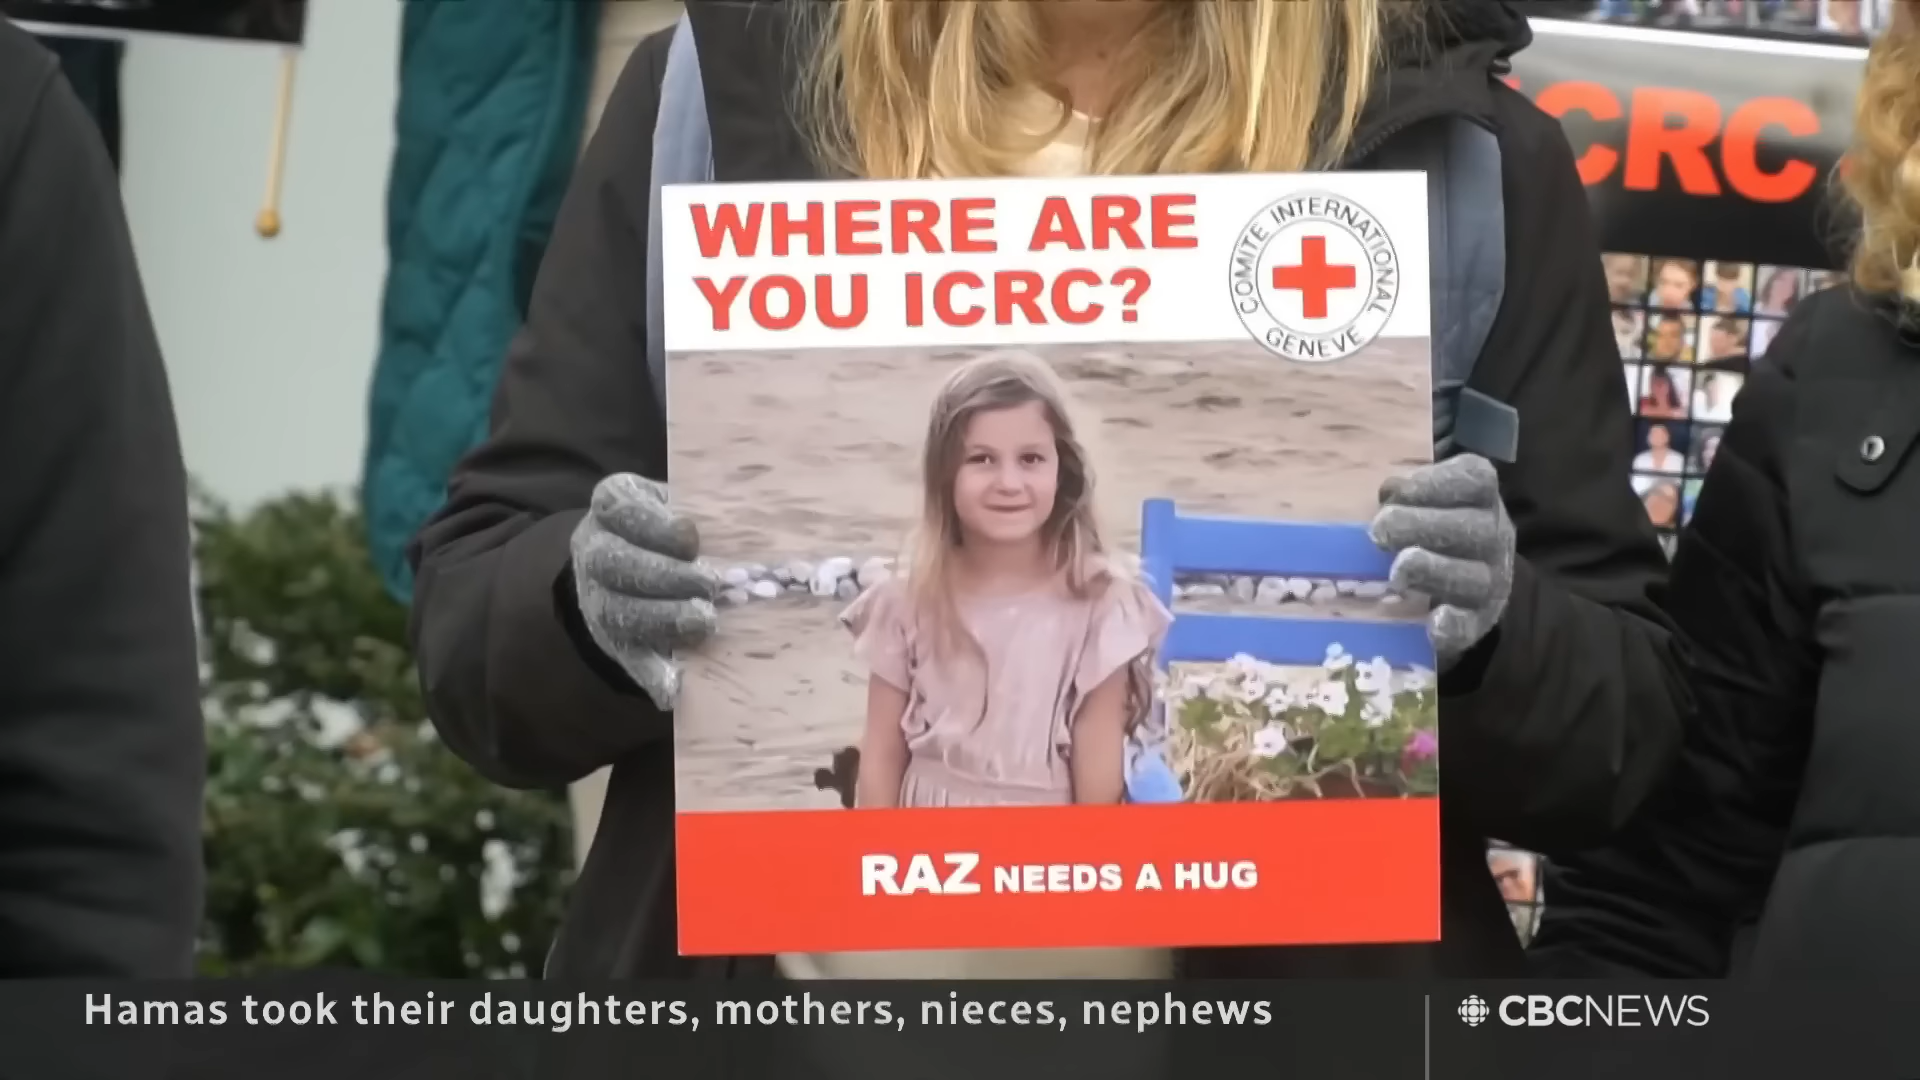 WHERE ARE
YOU ICRC?
COMITE INTERNATIONAL
GENEVE
ICRC
RAZ NEEDS A HUG
Hamas took their daughters, mothers, nieces, nephews
CBCNEWS